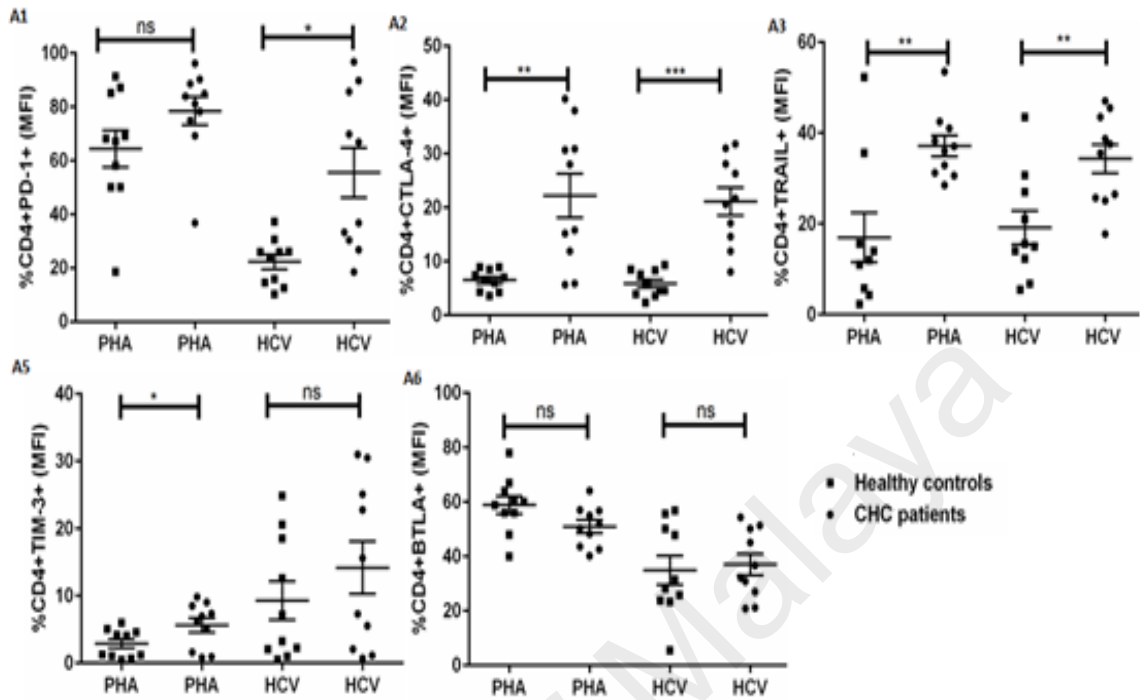 A1
ns
*
%CD4+PD-1+ (MFI)
100
80
60
40
20
0
PHA PHA HCV HCV
A2
**
***
%CD4+CTLA-4+ (MFI)
50
40
30
20
10
0
PHA PHA HCV HCV
A3
**
**
%CD4+TRAIL+ (MFI)
60
40
20
0
PHA PHA HCV HCV
A5
*
ns
%CD4+TIM-3+ (MFI)
40
30
20
10
0
PHA PHA HCV HCV
A6
ns
ns
%CD4+BTLA+ (MFI)
100
80
60
40
20
0
PHA PHA HCV HCV
Healthy controls
CHC patients
Malaya